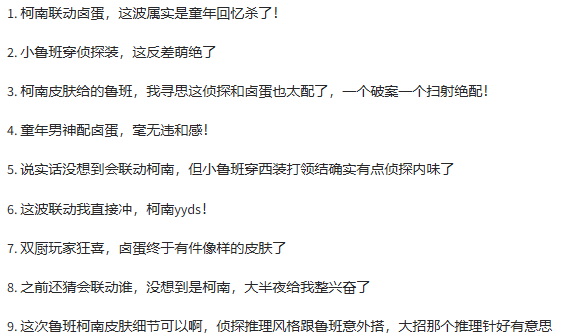 1. 柯南联动卤蛋，这波属实是童年回忆杀了！
2. 小鲁班穿侦探装，这反差萌绝了
3. 柯南皮肤给的鲁班，我寻思这侦探和卤蛋也太配了，一个破案一个扫射绝配！
4. 童年男神配卤蛋，毫无违和感！
5. 说实话没想到会联动柯南，但小鲁班穿西装打领结确实有点侦探内味了
6. 这波联动我直接冲，柯南yyds！
7. 双厨玩家狂喜，卤蛋终于有件像样的皮肤了
8. 之前还猜会联动谁，没想到是柯南，大半夜给我整兴奋了
9. 这次鲁班柯南皮肤细节可以啊，侦探推理风格跟鲁班意外搭，大招那个推理针好有意思